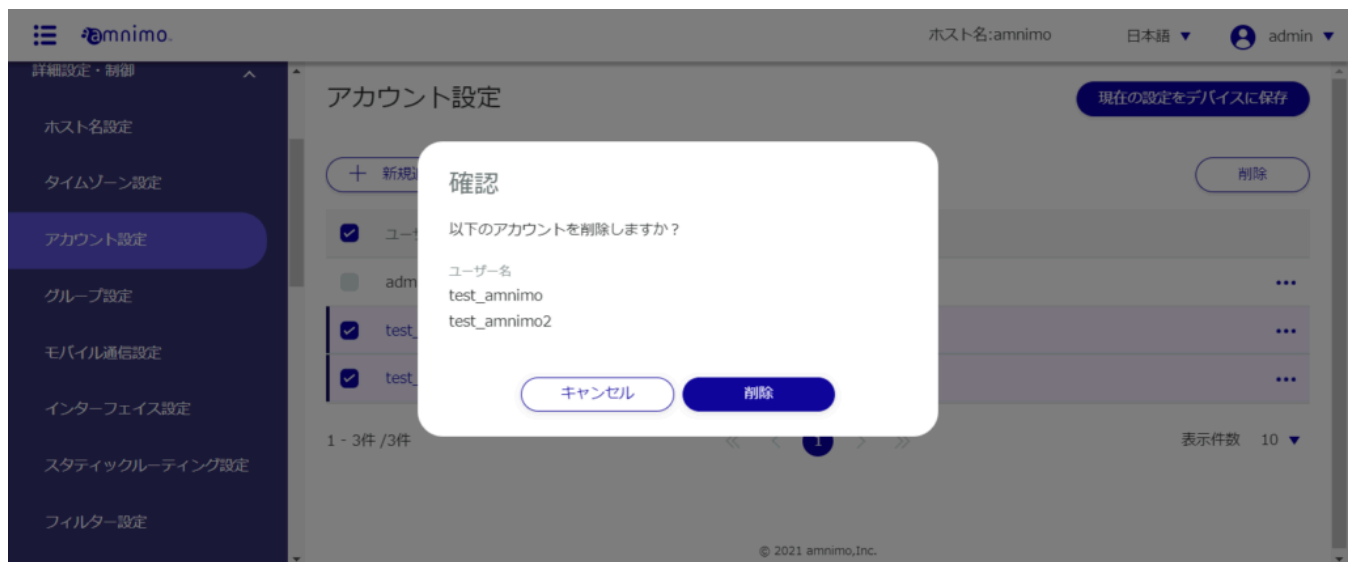 amnimo.
ホスト名:amnimo
日本語 ▼
admin ▼
詳細設定・制御
ホスト名設定
タイムゾーン設定
アカウント設定
グループ設定
モバイル通信設定
インターフェイス設定
スタティックルーティング設定
フィルター設定
アカウント設定
現在の設定をデバイスに保存
+ 新規
削除
ユー
adm
test_
test_
確認
以下のアカウントを削除しますか？
ユーザー名
test_amnimo
test_amnimo2
キャンセル
削除
1 - 3件 /3件
≪ < 1 > ≫
表示件数 10 ▼
© 2021 amnimo,Inc.